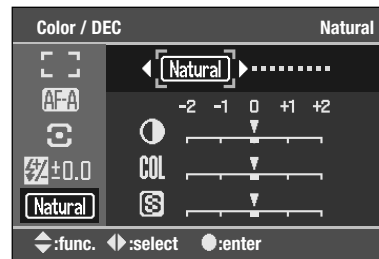 Color / DEC Natural
Natural
AF-A
-2 -1 0 +1 +2
COL
±0.0
Natural S
:func. :select :enter